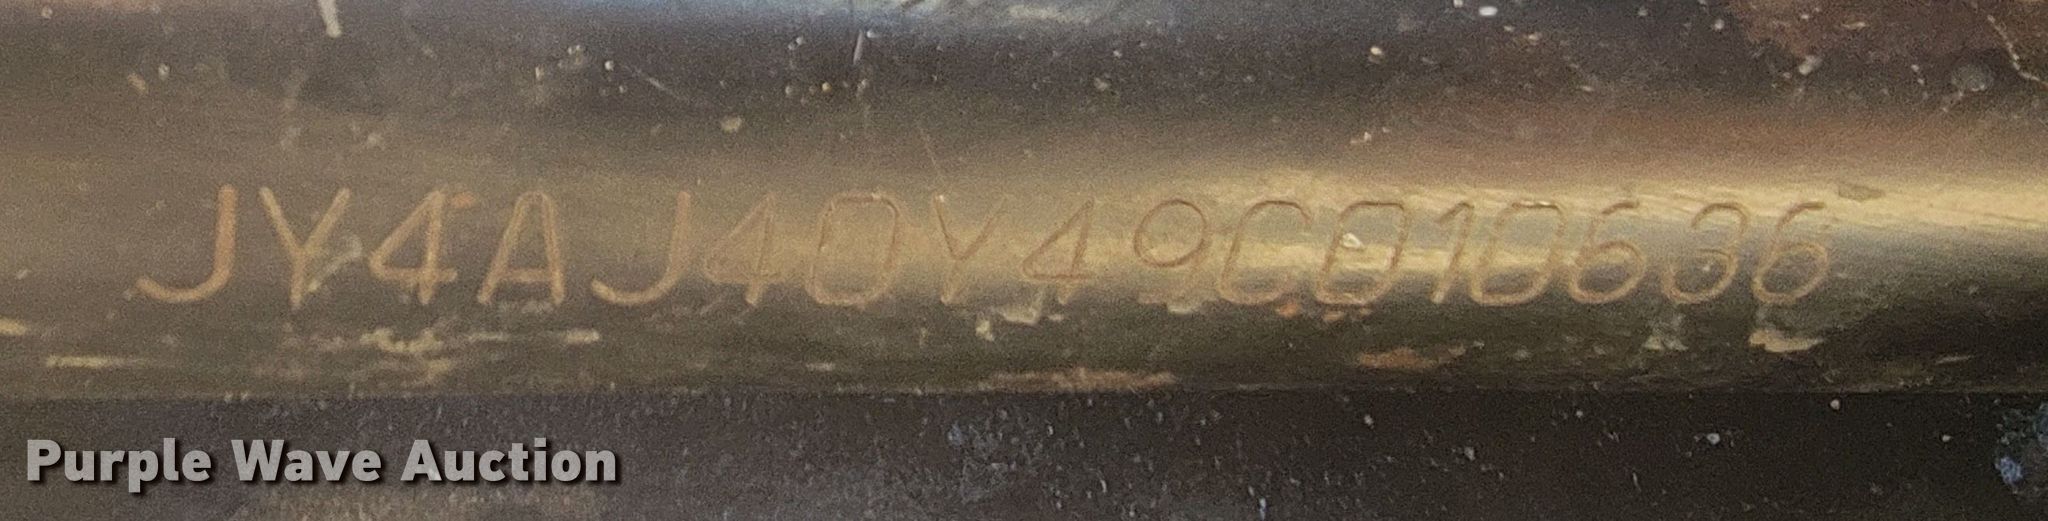 JY4AJ40Y49C010636
Purple Wave Auction